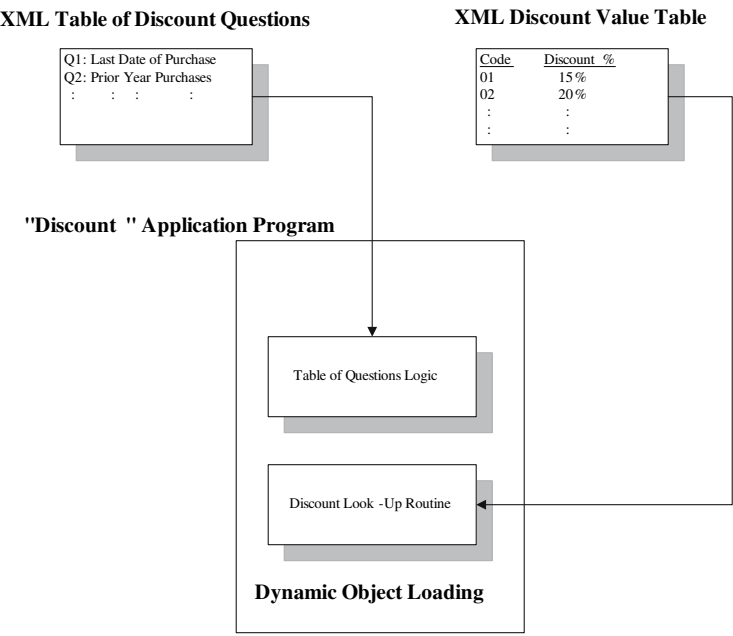 XML Table of Discount Questions
Q1: Last Date of Purchase
Q2: Prior Year Purchases
: : : :
XML Discount Value Table
Code Discount %
01 15%
02 20%
: :
: :
"Discount " Application Program
Table of Questions Logic
Discount Look -Up Routine
Dynamic Object Loading